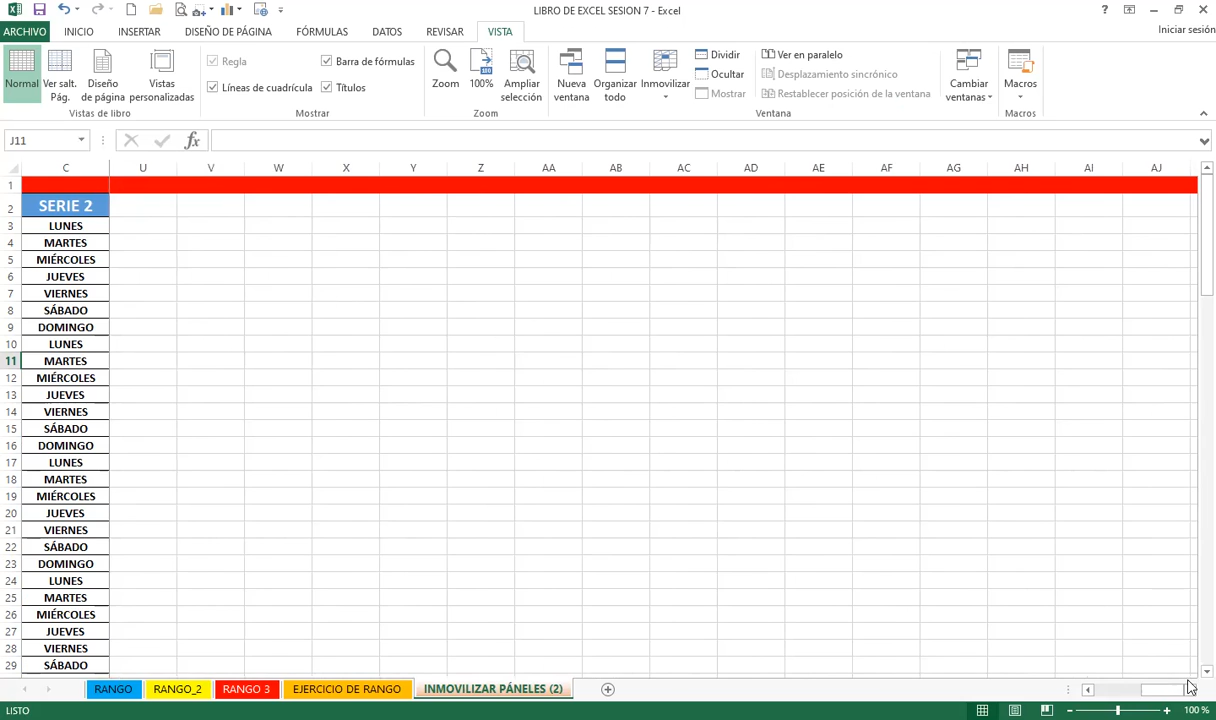 LIBRO DE EXCEL SESION 7 - Excel
?
ARCHIVO INICIO INSERTAR DISEÑO DE PÁGINA FÓRMULAS DATOS REVISAR VISTA Iniciar sesión
Normal
Ver salt. Pág.
Diseño de página
Vistas personalizadas
Vistas de libro
Regla
Barra de fórmulas
Líneas de cuadrícula
Títulos
Mostrar
Zoom
100%
Ampliar selección
Zoom
Nueva ventana
Organizar todo
Inmovilizar
Dividir
Ocultar
Mostrar
Ver en paralelo
Desplazamiento sincrónico
Restablecer posición de la ventana
Ventana
Cambiar ventanas
Macros
Macros
J11
fx
C U V W X Y Z AA AB AC AD AE AF AG AH AI AJ
1
2 SERIE 2
3 LUNES
4 MARTES
5 MIÉRCOLES
6 JUEVES
7 VIERNES
8 SÁBADO
9 DOMINGO
10 LUNES
11 MARTES
12 MIÉRCOLES
13 JUEVES
14 VIERNES
15 SÁBADO
16 DOMINGO
17 LUNES
18 MARTES
19 MIÉRCOLES
20 JUEVES
21 VIERNES
22 SÁBADO
23 DOMINGO
24 LUNES
25 MARTES
26 MIÉRCOLES
27 JUEVES
28 VIERNES
29 SÁBADO
RANGO RANGO_2 RANGO 3 EJERCICIO DE RANGO INMOVILIZAR PÁNELES (2)
LISTO 100 %